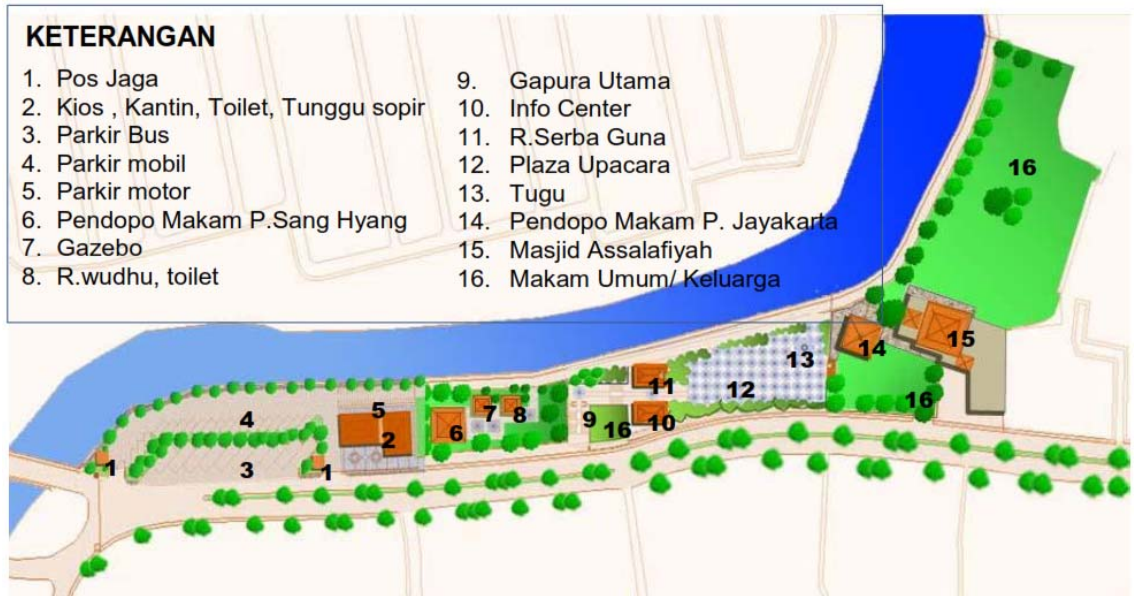 KETERANGAN
1. Pos Jaga
2. Kios , Kantin, Toilet, Tunggu sopir
3. Parkir Bus
4. Parkir mobil
5. Parkir motor
6. Pendopo Makam P.Sang Hyang
7. Gazebo
8. R.wudhu, toilet
9. Gapura Utama
10. Info Center
11. R.Serba Guna
12. Plaza Upacara
13. Tugu
14. Pendopo Makam P. Jayakarta
15. Masjid Assalafiyah
16. Makam Umum/ Keluarga
16
15
14
13
12
11
10
16
16
9
8
7
6
5
2
4
3
1
1